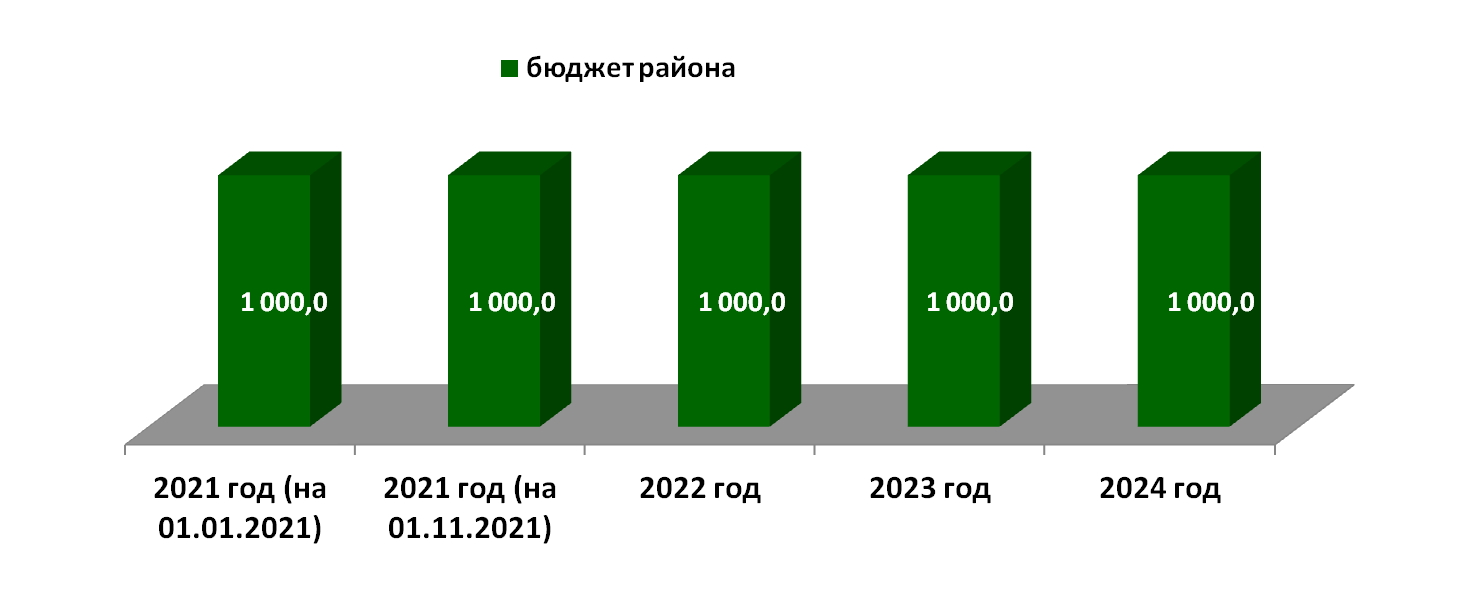 бюджет района
1 000,0 1 000,0 1 000,0 1 000,0 1 000,0
2021 год (на 2021 год (на 2022 год 2023 год 2024 год
01.01.2021) 01.11.2021)